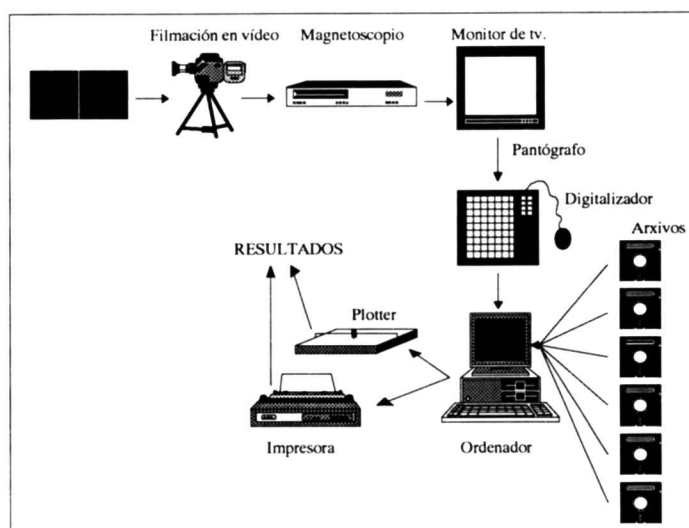 Filmación en vídeo
Magnetoscopio
Monitor de tv.
Pantógrafo
Digitalizador
Arxivos
RESULTADOS
Plotter
Impresora
Ordenador